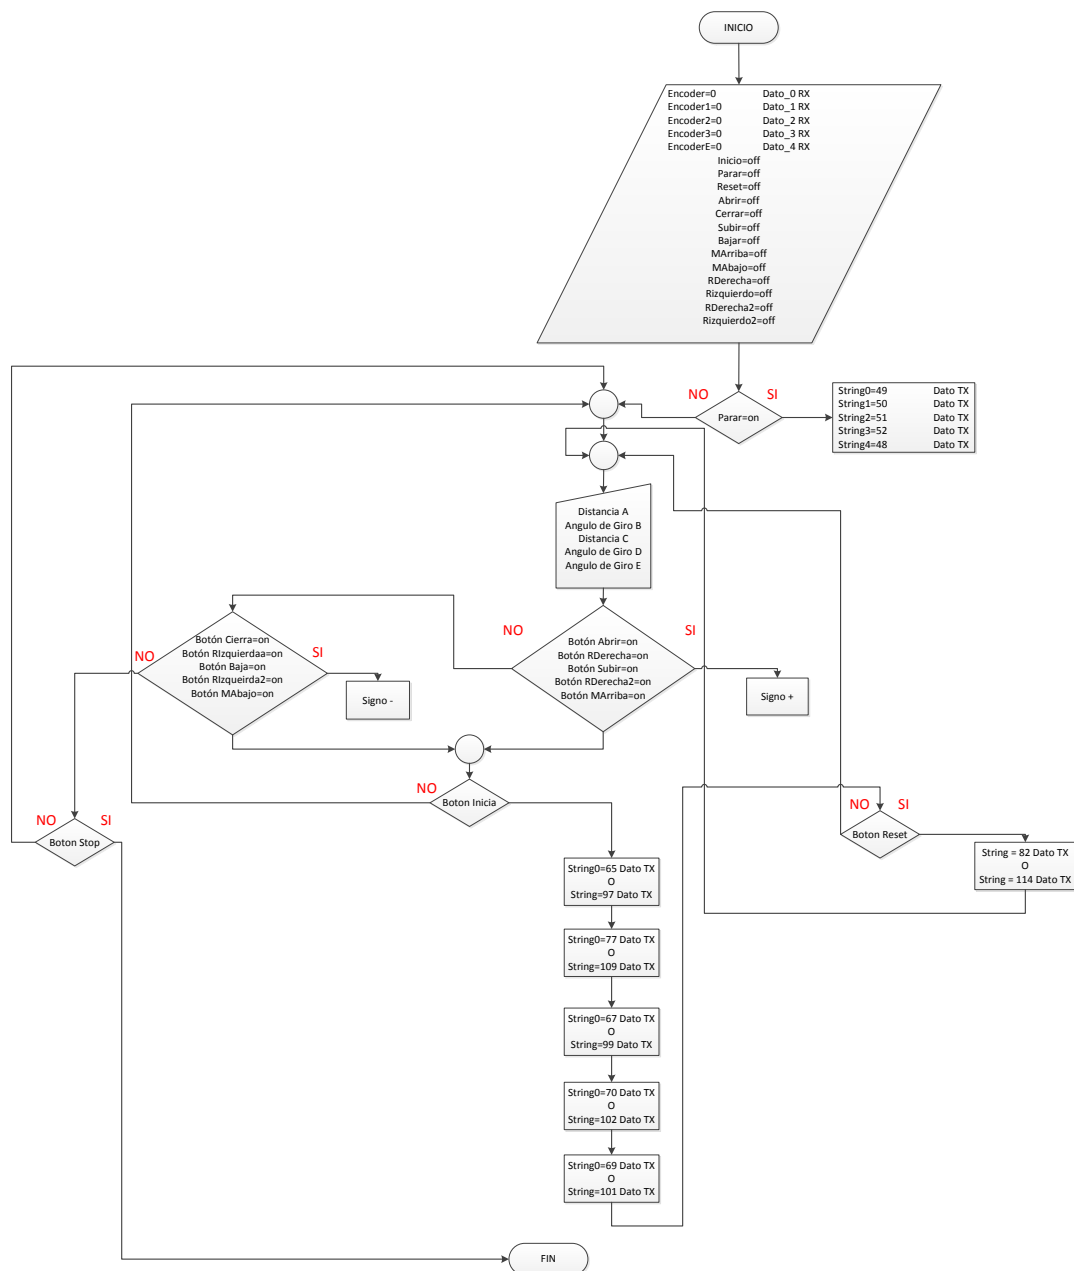 INICIO
Encoder=0 Dato_0 RX
Encoder1=0 Dato_1 RX
Encoder2=0 Dato_2 RX
Encoder3=0 Dato_3 RX
EncoderE=0 Dato_4 RX
Inicio=off
Parar=off
Reset=off
Abrir=off
Cerrar=off
Subir=off
Bajar=off
MArriba=off
MAbajo=off
RDerecha=off
Rizquierdo=off
RDerecha2=off
Rizquierdo2=off
NO
SI
Parar=on
String0=49 Dato TX
String1=50 Dato TX
String2=51 Dato TX
String3=52 Dato TX
String4=48 Dato TX
Distancia A
Angulo de Giro B
Distancia C
Angulo de Giro D
Angulo de Giro E
NO
SI
Botón Abrir=on
Botón RDerecha=on
Botón Subir=on
Botón RDerecha2=on
Botón MArriba=on
Signo +
NO
SI
Botón Cierra=on
Botón RIzquierdaa=on
Botón Baja=on
Botón RIzqueirda2=on
Botón MAbajo=on
Signo -
NO
Boton Inicia
NO
SI
Boton Stop
NO
SI
Boton Reset
String = 82 Dato TX
O
String = 114 Dato TX
String0=65 Dato TX
O
String=97 Dato TX
String0=77 Dato TX
O
String=109 Dato TX
String0=67 Dato TX
O
String=99 Dato TX
String0=70 Dato TX
O
String=102 Dato TX
String0=69 Dato TX
O
String=101 Dato TX
FIN